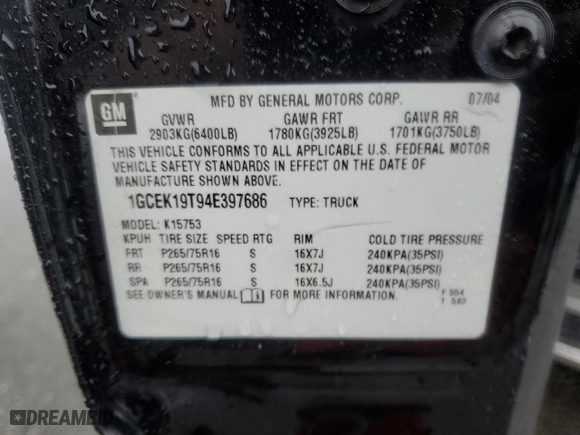 GM
MFD BY GENERAL MOTORS CORP. 07/04
GVWR GAWR FRT GAWR RR
2903KG(6400LB) 1780KG(3925LB) 1701KG(3750LB)
THIS VEHICLE CONFORMS TO ALL APPLICABLE U.S. FEDERAL MOTOR
VEHICLE SAFETY STANDARDS IN EFFECT ON THE DATE OF
MANUFACTURE SHOWN ABOVE.
1GCEK19T94E397686 TYPE: TRUCK
MODEL: K15753
KPUH TIRE SIZE SPEED RTG RIM COLD TIRE PRESSURE
FRT P265/75R16 S 16X7J 240KPA(35PSI)
RR P265/75R16 S 16X7J 240KPA(35PSI)
SPA P265/75R16 S 16X6.5J 240KPA(35PSI)
SEE OWNER'S MANUAL FOR MORE INFORMATION.
F 554
T 5.83
DREAMBID